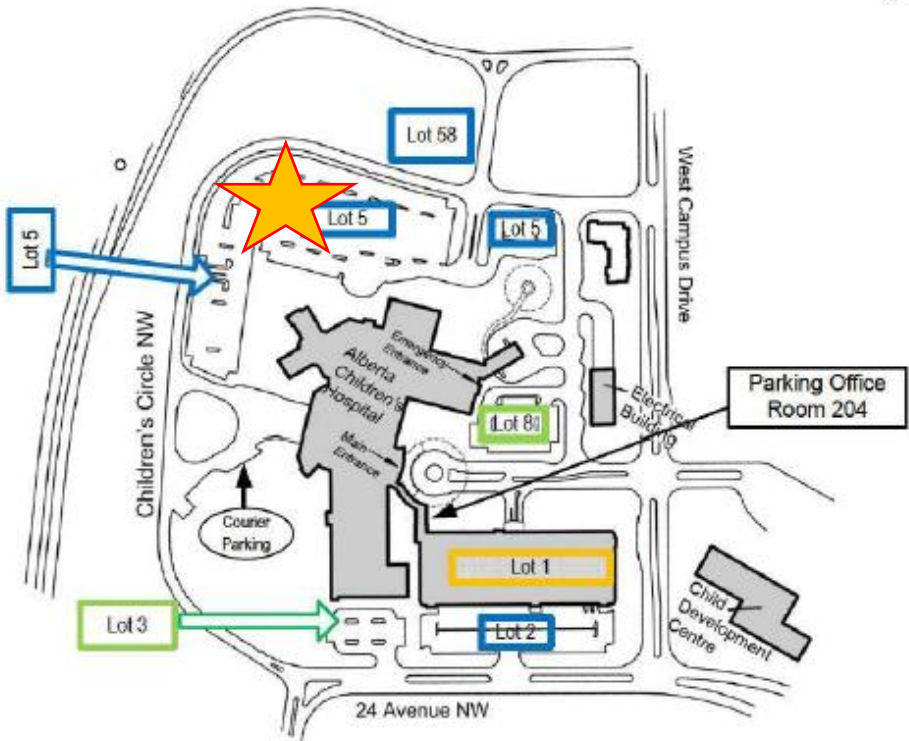 Lot 58
West Campus Drive
Lot 5
Lot 5
Lot 5
Children's Circle NW
Emergency
Entrance
Alberta
Children's
Hospital
Parking Office
Room 204
Lot 8
Electrical
Building
Main
Entrance
Courier
Parking
Lot 1
Child
Development
Centre
Lot 3
Lot 2
24 Avenue NW